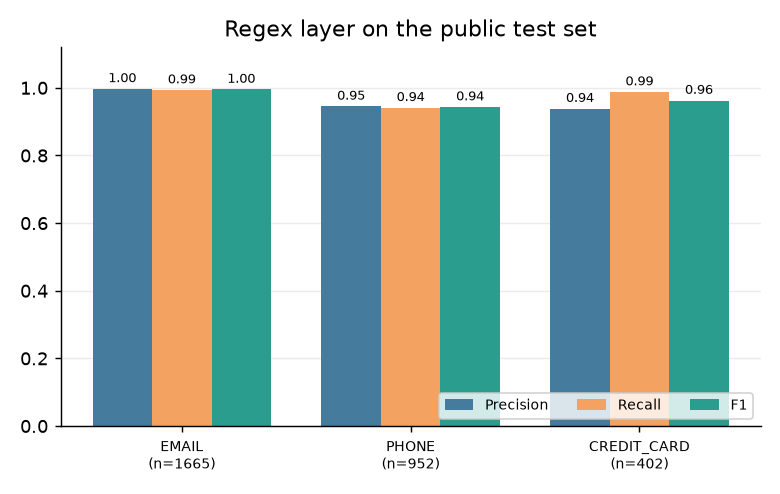 Regex layer on the public test set
1.00 0.99 1.00
0.95 0.94 0.94
0.94 0.99 0.96
1.0
0.8
0.6
0.4
0.2
0.0
Precision Recall F1
EMAIL
(n=1665)
PHONE
(n=952)
CREDIT_CARD
(n=402)